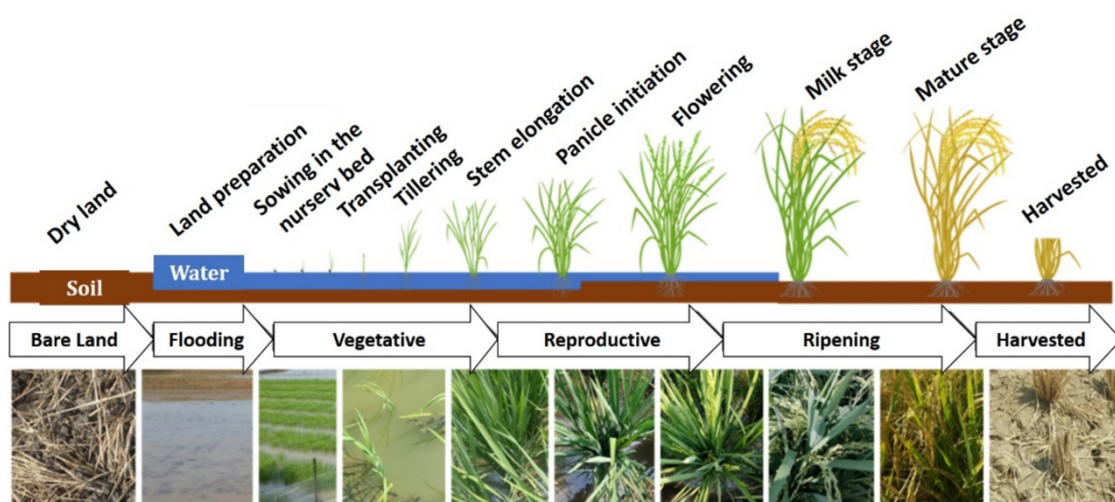 Dry land
Land preparation
Sowing in the
nurserv bed
Transplanting
Tillering
Stem elongation
Panicle initiation
Flowering
Milk stage
Mature stage
Harvested
Water
Soil
Bare Land
Flooding
Vegetative
Reproductive
Ripening
Harvested